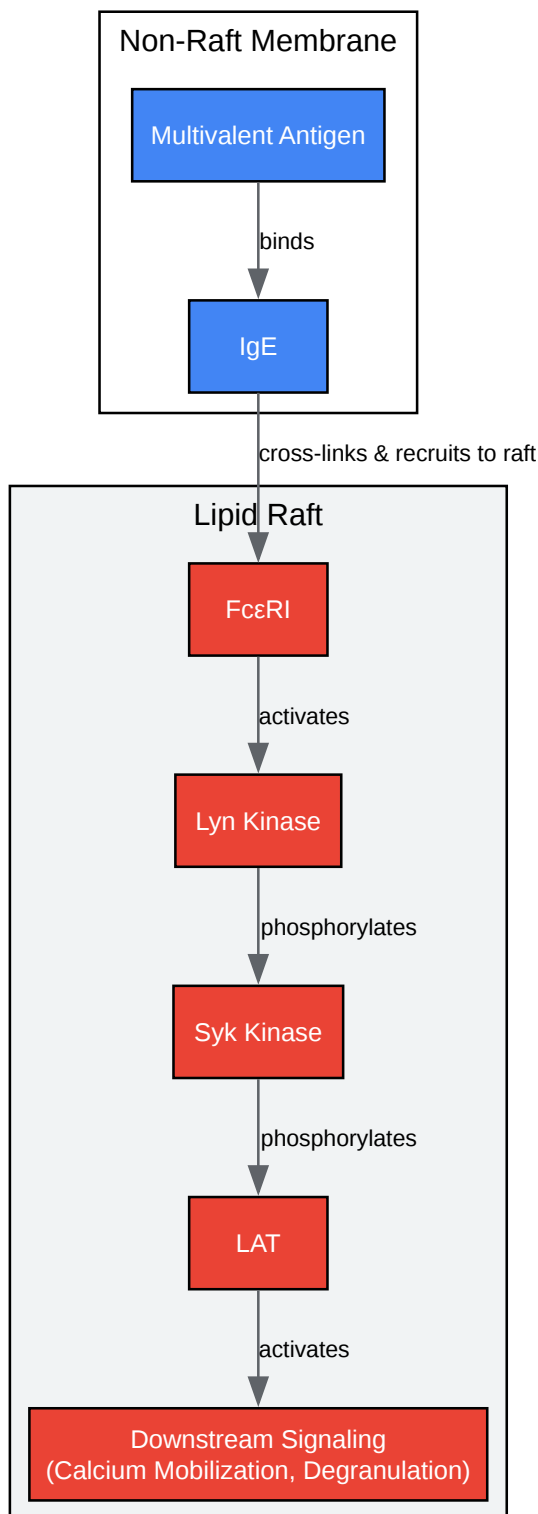 Non-Raft Membrane
Multivalent Antigen
binds
IgE
cross-links & recruits to raft
Lipid Raft
FcεRI
activates
Lyn Kinase
phosphorylates
Syk Kinase
phosphorylates
LAT
activates
Downstream Signaling
(Calcium Mobilization, Degranulation)